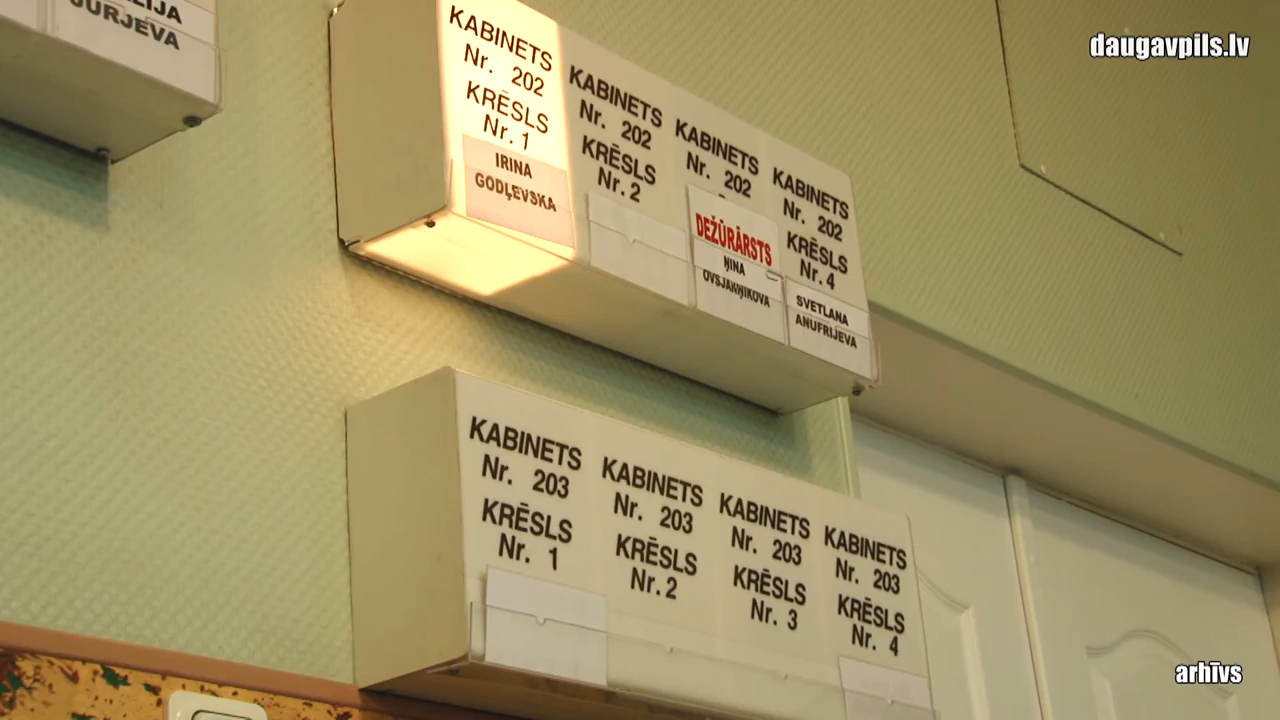 JURJEVA
daugavpils.lv
KABINETS
Nr. 202
KRĒSLS
Nr. 1
IRINA
GODĻEVSKA
KABINETS
Nr. 202
KRĒSLS
Nr. 2
KABINETS
Nr. 202
DEŽŪRĀRSTS
ŅINA
OVSJAŅŅIKOVA
KABINETS
Nr. 202
KRĒSLS
Nr. 4
SVETLANA
ANUFRIJEVA
KABINETS
Nr. 203
KRĒSLS
Nr. 1
KABINETS
Nr. 203
KRĒSLS
Nr. 2
KABINETS
Nr. 203
KRĒSLS
Nr. 3
KABINETS
Nr. 203
KRĒSLS
Nr. 4
arhīvs